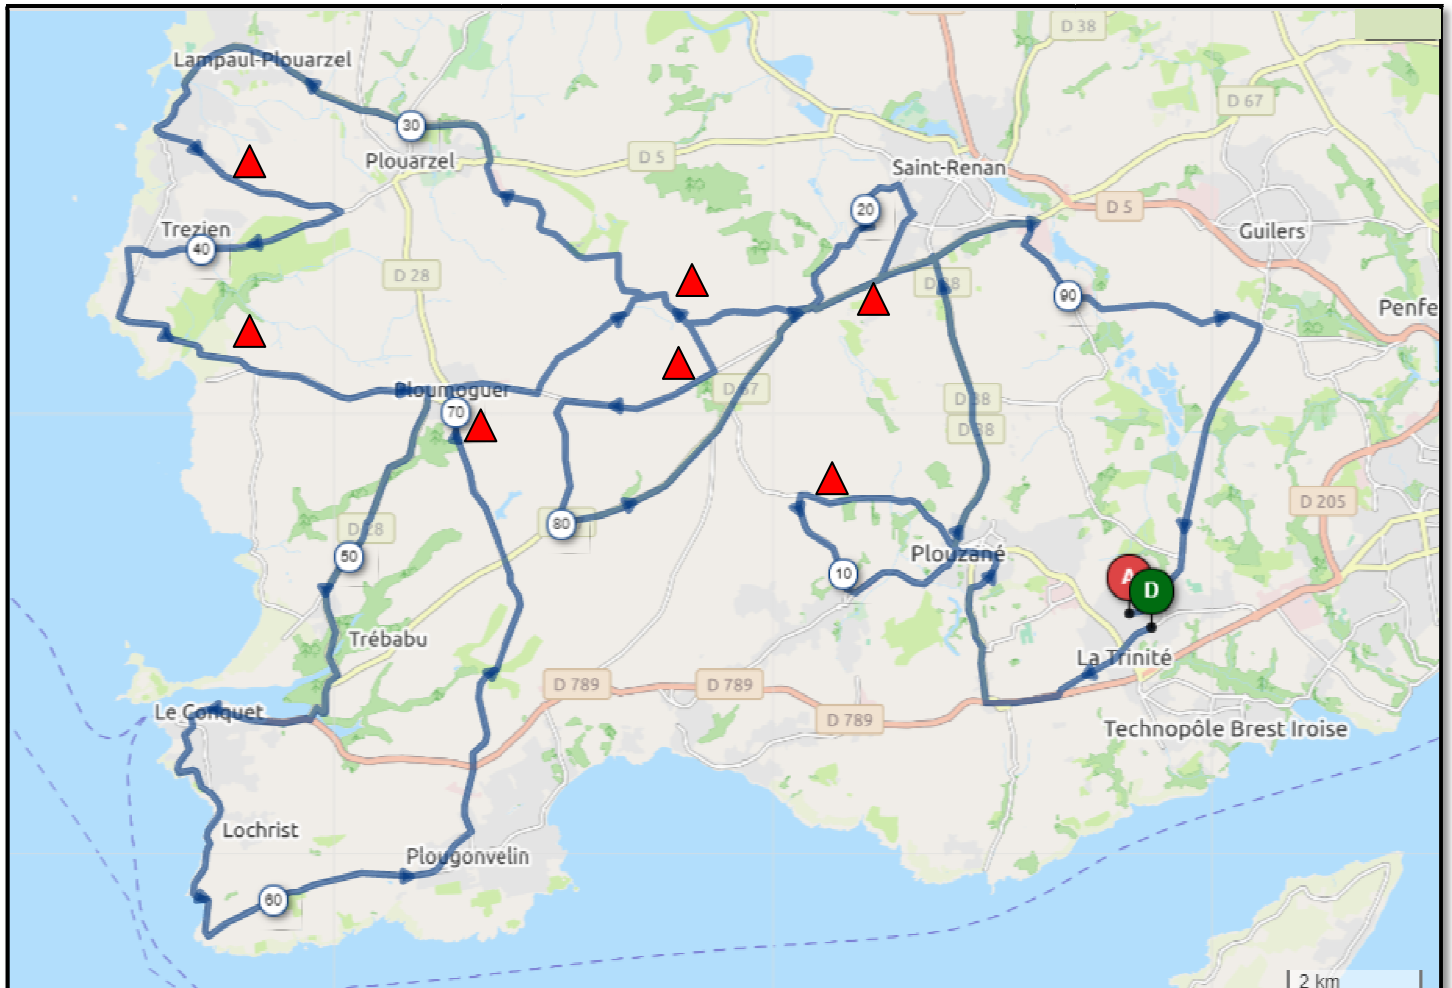 D 38
Lampaul-Plouarzel
D 67
30
Plouarzel
D 5
Saint-Renan
D 5
20
Trezien
40
Guilers
D 28
90
Penfe
Ploumoguer
70
D 38
D 38
D 205
D 28
80
50
Plouzané
10
A
D
Trébabu
La Trinité
D 789
D 789
Le Conquet
D 789
Technopôle Brest Iroise
Lochrist
Plougonvelin
60
2 km